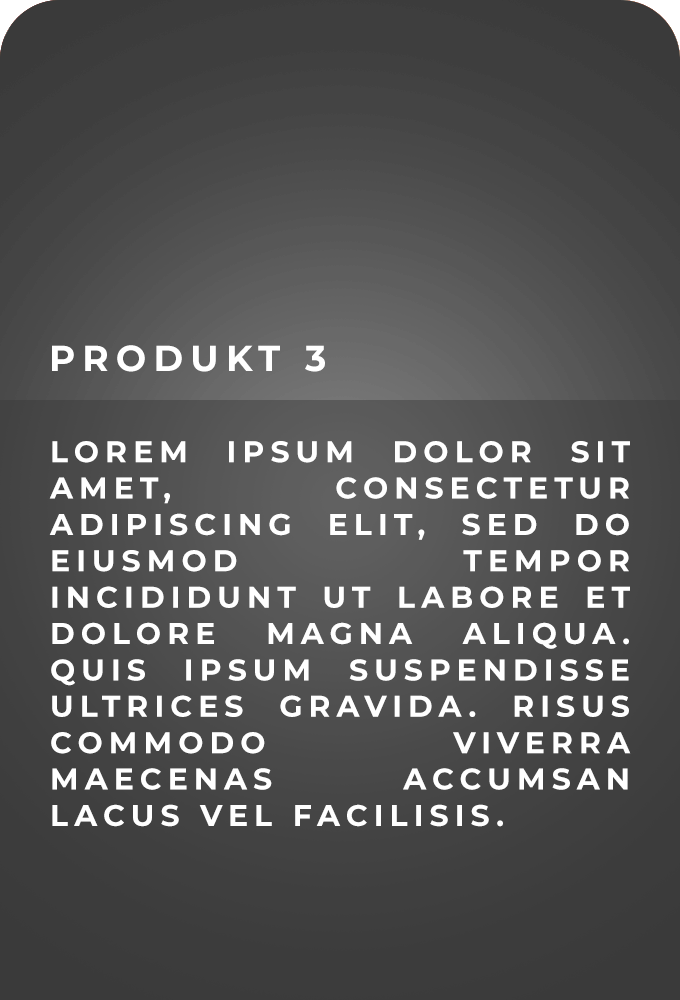 PRODUKT 3
LOREM IPSUM DOLOR SIT
AMET, CONSECTETUR
ADIPISCING ELIT, SED DO
EIUSMOD TEMPOR
INCIDIDUNT UT LABORE ET
DOLORE MAGNA ALIQUA.
QUIS IPSUM SUSPENDISSE
ULTRICES GRAVIDA. RISUS
COMMODO VIVERRA
MAECENAS ACCUMSAN
LACUS VEL FACILISIS.